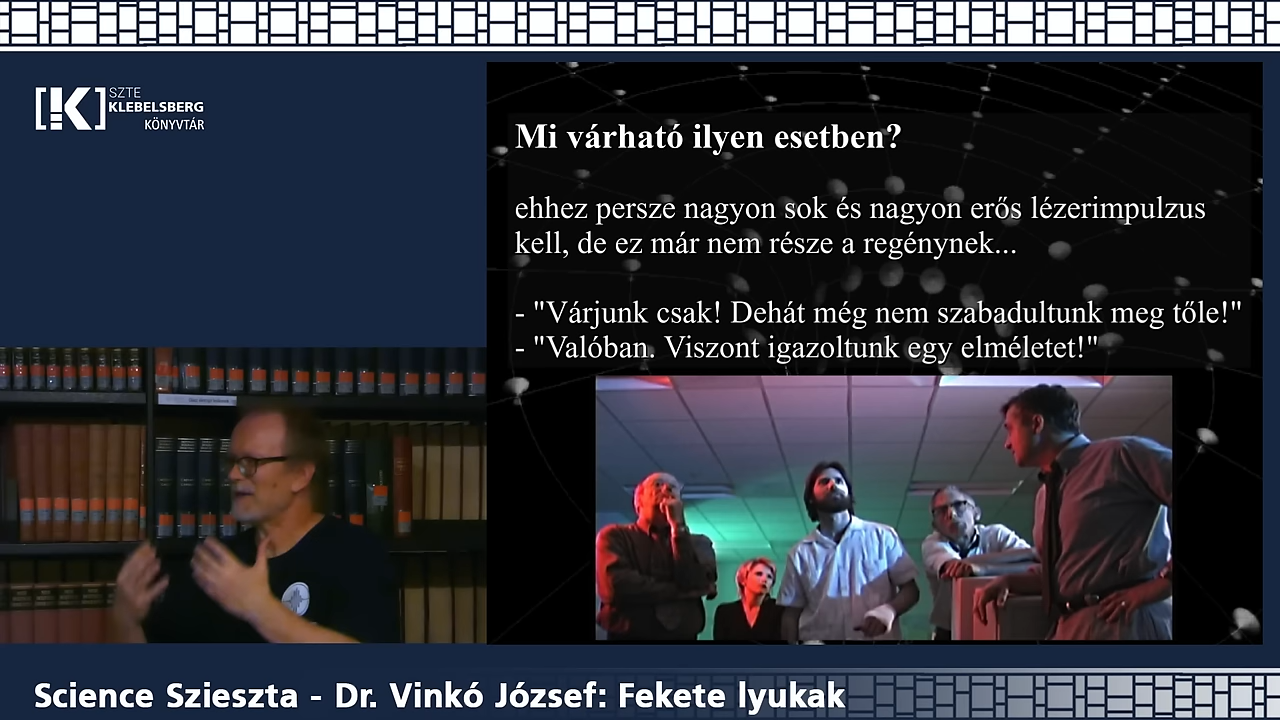 SZTE
KLEBELSBERG
KÖNYVTÁR
Mi várható ilyen esetben?
ehhez persze nagyon sok és nagyon erős lézerimpulzus
kell, de ez már nem része a regénynek...
- "Várjunk csak! Dehát még nem szabadultunk meg tőle!"
- "Valóban. Viszont igazoltunk egy elméletet!"
Science Szieszta - Dr. Vinkó József: Fekete lyukak